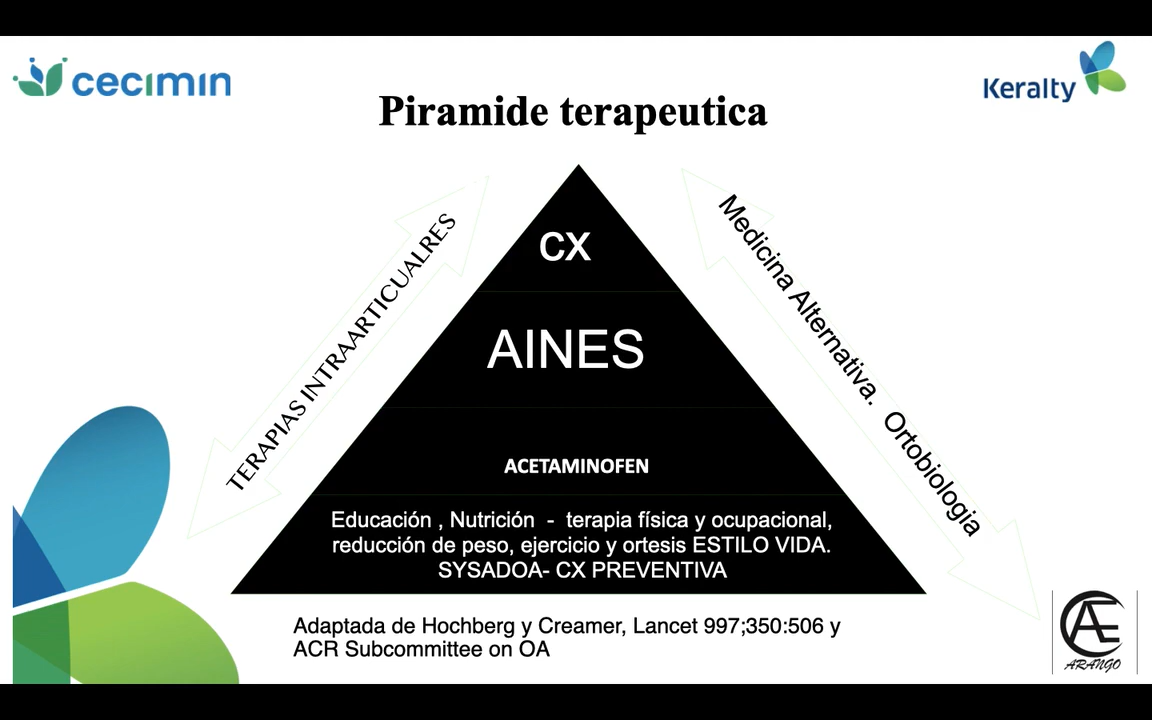 cecimin
Keralty
Piramide terapeutica
TERAPIAS INTRAARTICUALRES
Medicina Alternativa. Ortobiologia
CX
AINES
ACETAMINOFEN
Educación , Nutrición - terapia física y ocupacional,
reducción de peso, ejercicio y ortesis ESTILO VIDA.
SYSADOA- CX PREVENTIVA
Adaptada de Hochberg y Creamer, Lancet 997;350:506 y
ACR Subcommittee on OA
ARANGO